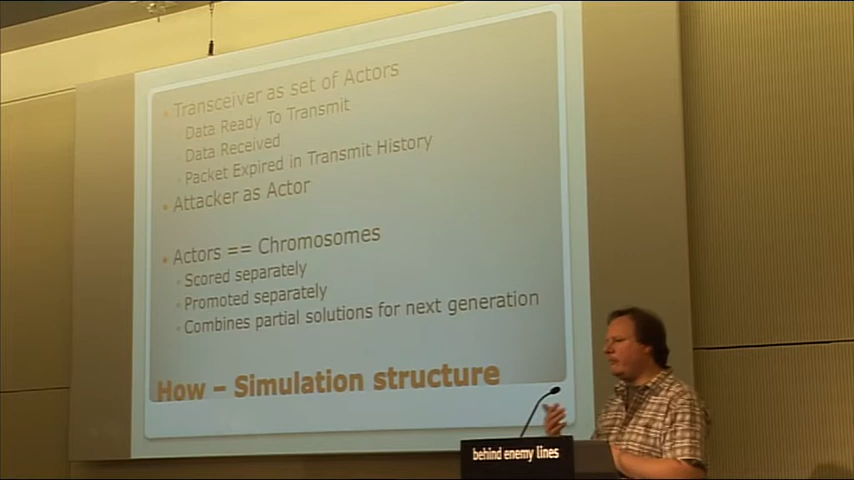 Transceiver as set of Actors
Data Ready To Transmit
Data Received
Packet Expired in Transmit History
Attacker as Actor
Actors == Chromosomes
Scored separately
Promoted separately
Combines partial solutions for next generation
How – Simulation structure
behind enemy lines